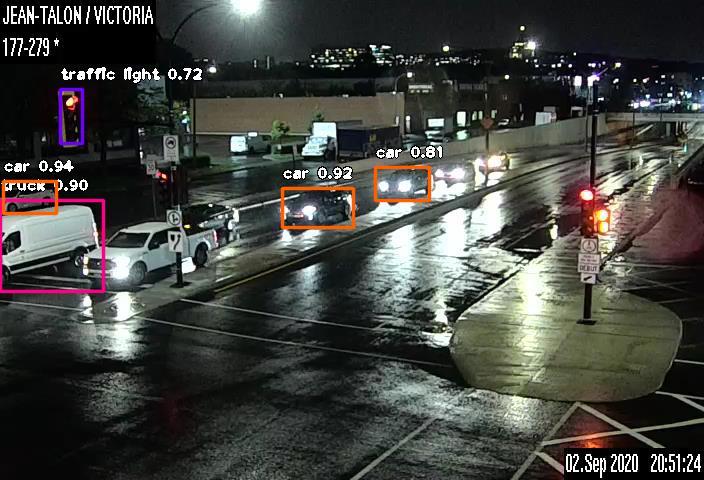 JEAN-TALON / VICTORIA
177-279 *
traffic light 0.72
car 0.81
car 0.94
car 0.92
truck 0.90
DÉBUT
02.Sep 2020 20:51:24